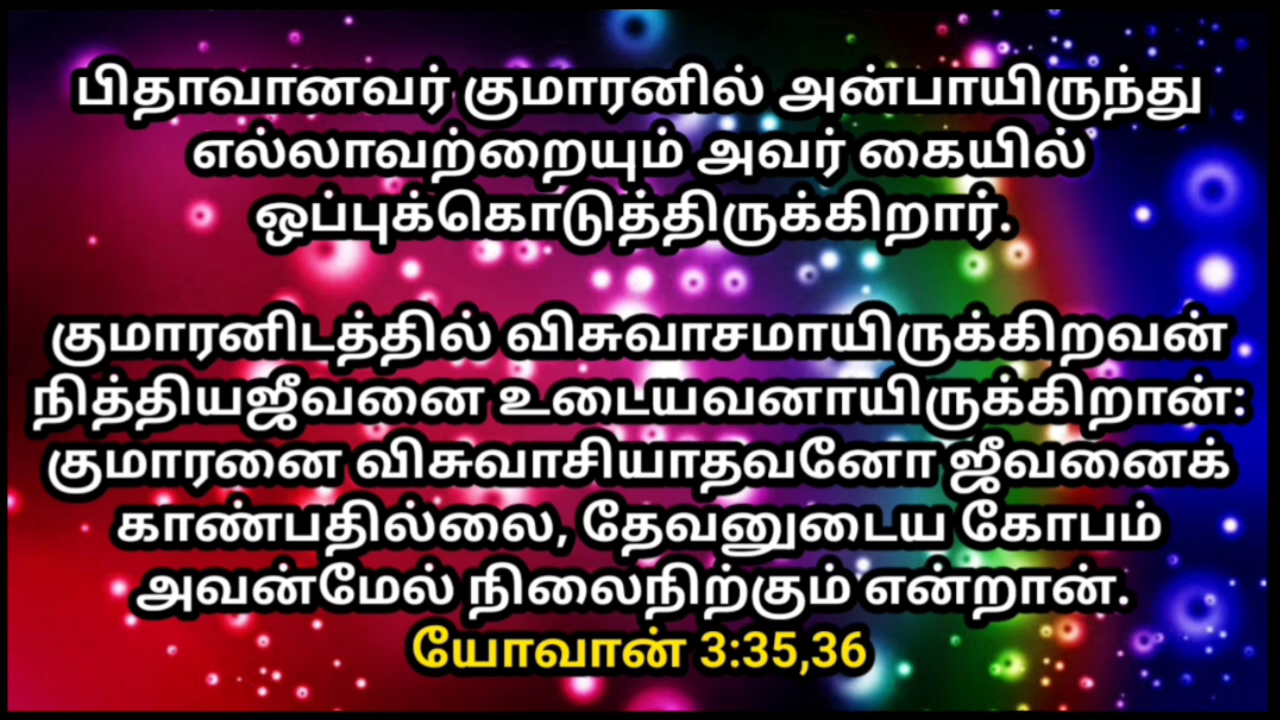 பிதாவானவர் குமாரனில் அன்பாயிருந்து
எல்லாவற்றையும் அவர் கையில்
ஒப்புக்கொடுத்திருக்கிறார்.
குமாரனிடத்தில் விசுவாசமாயிருக்கிறவன்
நித்தியஜீவனை உடையவனாயிருக்கிறான்:
குமாரனை விசுவாசியாதவனோ ஜீவனைக்
காண்பதில்லை, தேவனுடைய கோபம்
அவன்மேல் நிலைநிற்கும் என்றான்.
யோவான் 3:35,36